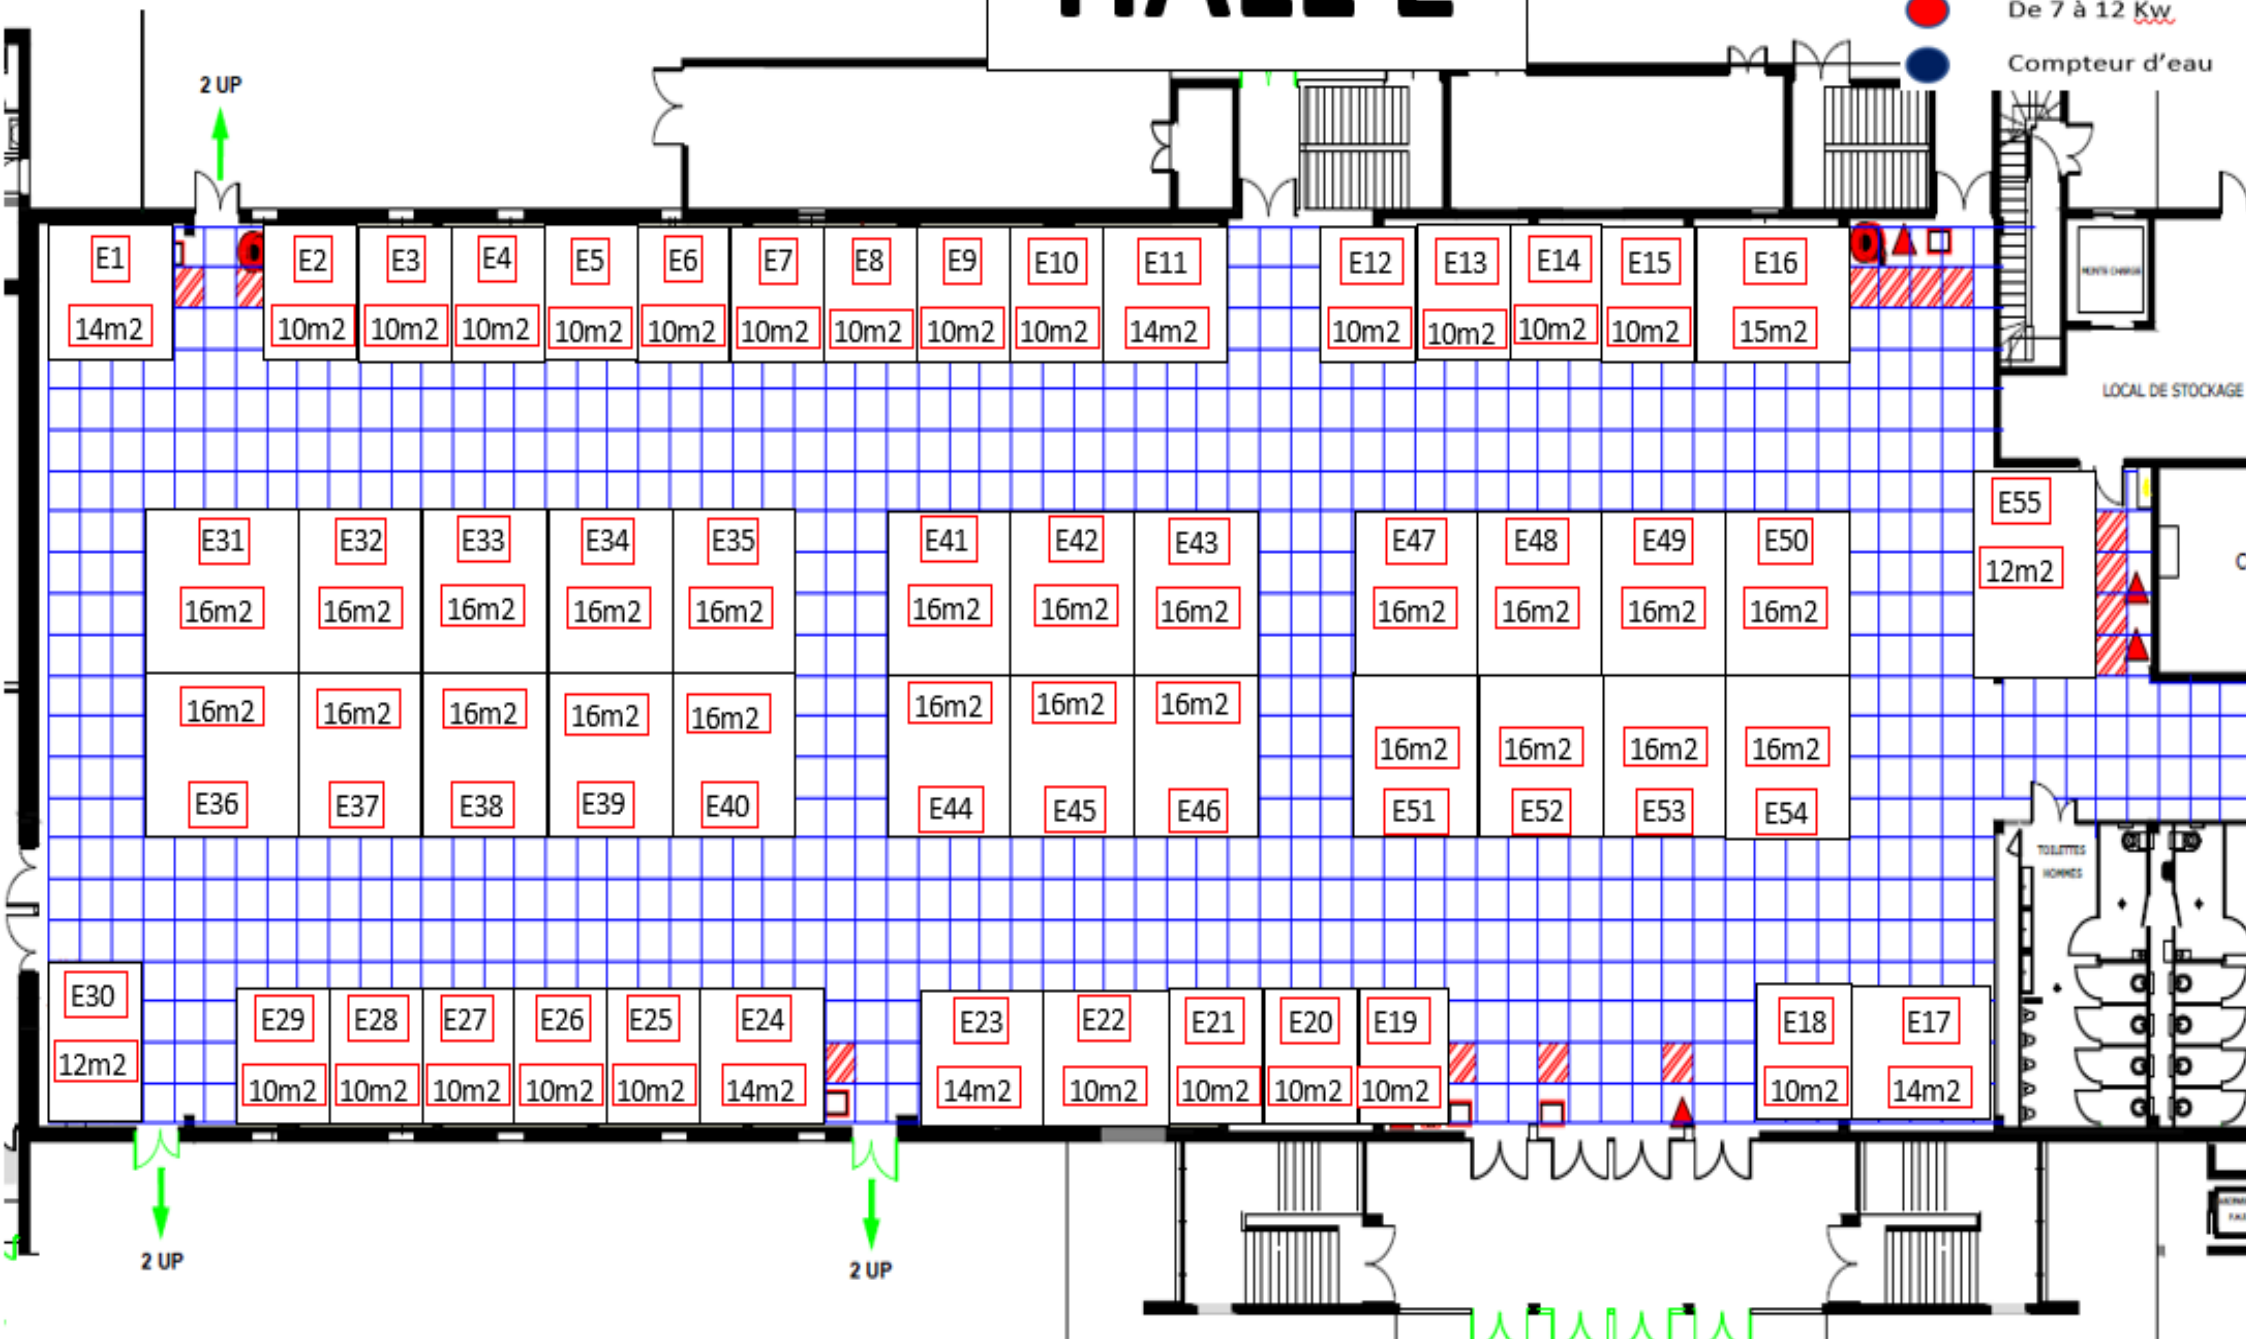 HALL E
De 7 à 12 Kw
Compteur d'eau
2 UP
E1 E2 E3 E4 E5 E6 E7 E8 E9 E10 E11 E12 E13 E14 E15 E16
14m2 10m2 10m2 10m2 10m2 10m2 10m2 10m2 10m2 10m2 14m2 10m2 10m2 10m2 10m2 15m2
MONTE CHARGE
LOCAL DE STOCKAGE
E55
12m2
E31 E32 E33 E34 E35 E41 E42 E43 E47 E48 E49 E50
16m2 16m2 16m2 16m2 16m2 16m2 16m2 16m2 16m2 16m2 16m2 16m2
16m2 16m2 16m2 16m2 16m2 16m2 16m2 16m2 16m2 16m2 16m2 16m2
E36 E37 E38 E39 E40 E44 E45 E46 E51 E52 E53 E54
TOILETTES
HOMMES
E30 E29 E28 E27 E26 E25 E24 E23 E22 E21 E20 E19 E18 E17
12m2 10m2 10m2 10m2 10m2 10m2 14m2 14m2 10m2 10m2 10m2 10m2 10m2 14m2
2 UP
2 UP